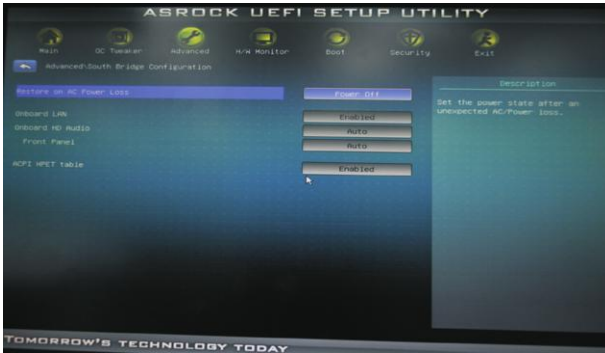 ASROCK UEFI SETUP UTILITY
Main OC Tweaker Advanced H/W Monitor Boot Security Exit
Advanced\South Bridge Configuration
Description
Restore on AC Power Loss Power Off
Set the power state after an
unexpected AC/Power loss.
Onboard LAN Enabled
Onboard HD Audio Auto
Front Panel Auto
ACPI HPET table Enabled
TOMORROW'S TECHNOLOGY TODAY